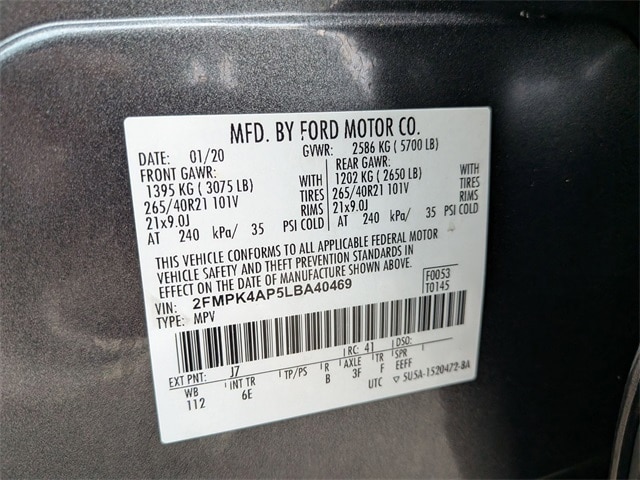 MFD. BY FORD MOTOR CO.
DATE: 01/20 GVWR: 2586 KG ( 5700 LB)
FRONT GAWR: REAR GAWR:
1395 KG ( 3075 LB) WITH 1202 KG ( 2650 LB) WITH
265/40R21 101V TIRES 265/40R21 101V TIRES
21x9.0J RIMS 21x9.0J RIMS
AT 240 kPa/ 35 PSI COLD AT 240 kPa/ 35 PSI COLD
THIS VEHICLE CONFORMS TO ALL APPLICABLE FEDERAL MOTOR
VEHICLE SAFETY AND THEFT PREVENTION STANDARDS IN
EFFECT ON THE DATE OF MANUFACTURE SHOWN ABOVE.
VIN: 2FMPK4AP5LBA40469 F0053
TYPE: MPV T0145
EXT PNT: J7 RC: 41 DSO:
WB INT TR TP/PS R AXLE TR SPR
112 6E B 3F F EEFF
UTC 5U5A-1520472-BA